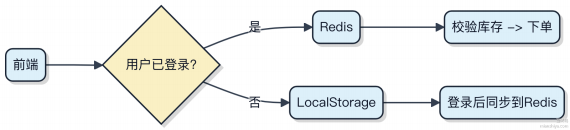 前端
用户已登录?
是
Redis
校验库存 -> 下单
否
LocalStorage
登录后同步到Redis